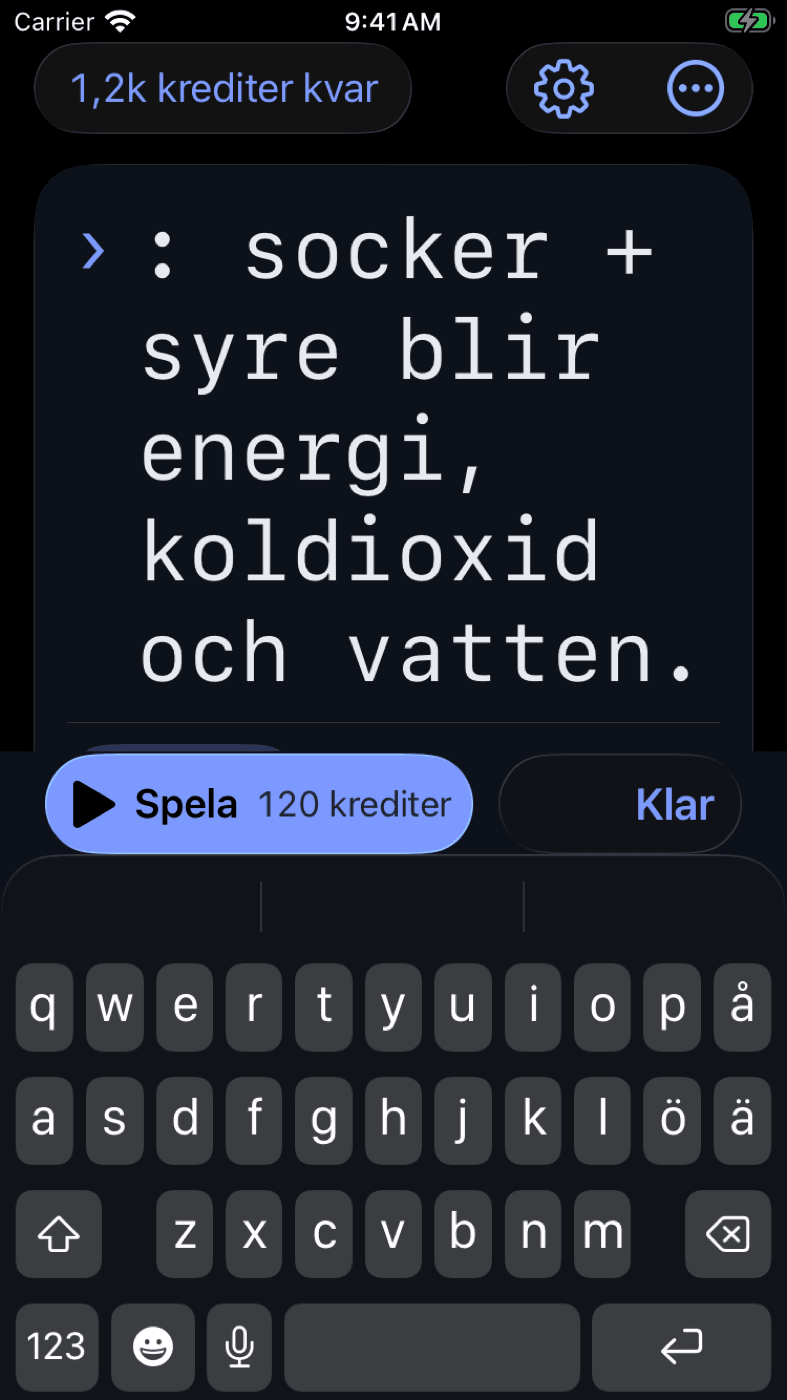 Carrier 9:41 AM
1,2k krediter kvar
: socker +
syre blir
energi,
koldioxid
och vatten.
Spela 120 krediter Klar
q w e r t y u i o p å
a s d f g h j k l ö ä
z x c v b n m
123